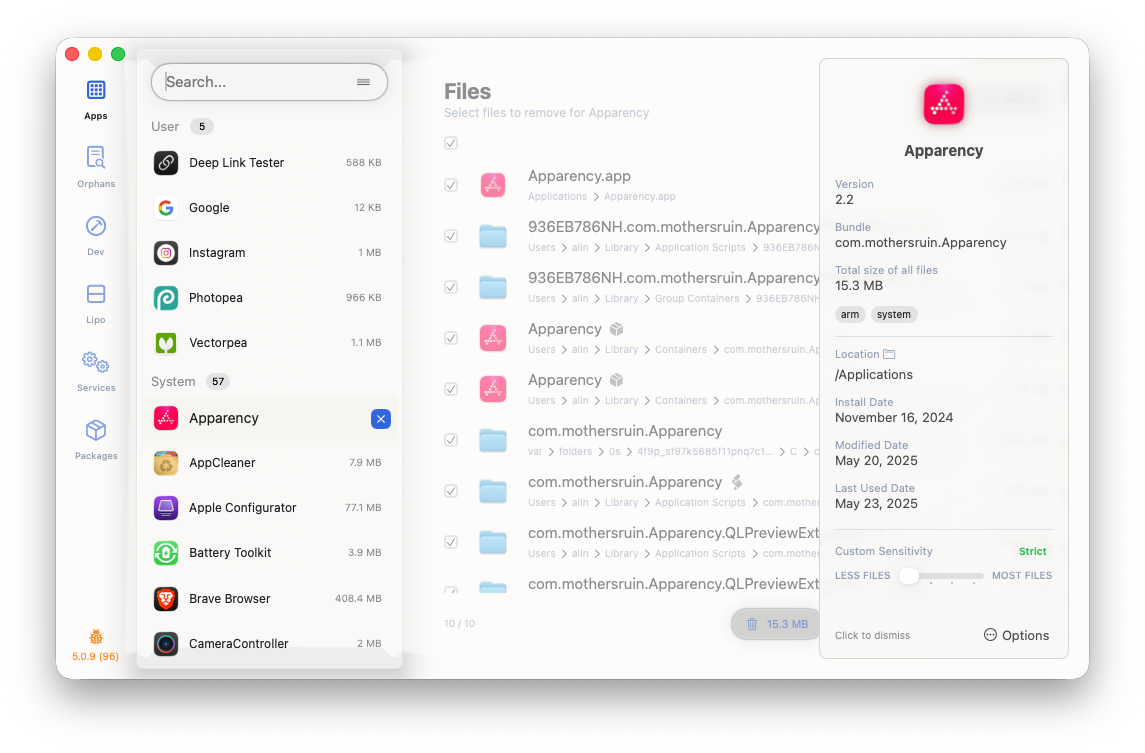 Apps
Orphans
Dev
Lipo
Services
Packages
5.0.9 (96)
Search...
User 5
Deep Link Tester 588 KB
Google 12 KB
Instagram 1 MB
Photopea 966 KB
Vectorpea 1.1 MB
System 57
Apparency
AppCleaner 7.9 MB
Apple Configurator 77.1 MB
Battery Toolkit 3.9 MB
Brave Browser 408.4 MB
CameraController 2 MB
Files
Select files to remove for Apparency
Apparency.app
Applications > Apparency.app
936EB786NH.com.mothersruin.Apparency
Users > alin > Library > Application Scripts > 936EB786N
936EB786NH.com.mothersruin.Apparency
Users > alin > Library > Group Containers > 936EB786NH
Apparency
Users > alin > Library > Containers > com.mothersruin.Ap
Apparency
Users > alin > Library > Containers > com.mothersruin.Ap
com.mothersruin.Apparency
var > folders > 0s > 4f9p_sf97k5685f11pnq7c1... > C > c
com.mothersruin.Apparency
Users > alin > Library > Application Scripts > com.mother
com.mothersruin.Apparency.QLPreviewExt
Users > alin > Library > Application Scripts > com.mother
com.mothersruin.Apparency.QLPreviewExt
10 / 10
15.3 MB
Apparency
Version
2.2
Bundle
com.mothersruin.Apparency
Total size of all files
15.3 MB
arm system
Location
/Applications
Install Date
November 16, 2024
Modified Date
May 20, 2025
Last Used Date
May 23, 2025
Custom Sensitivity Strict
LESS FILES MOST FILES
Click to dismiss Options